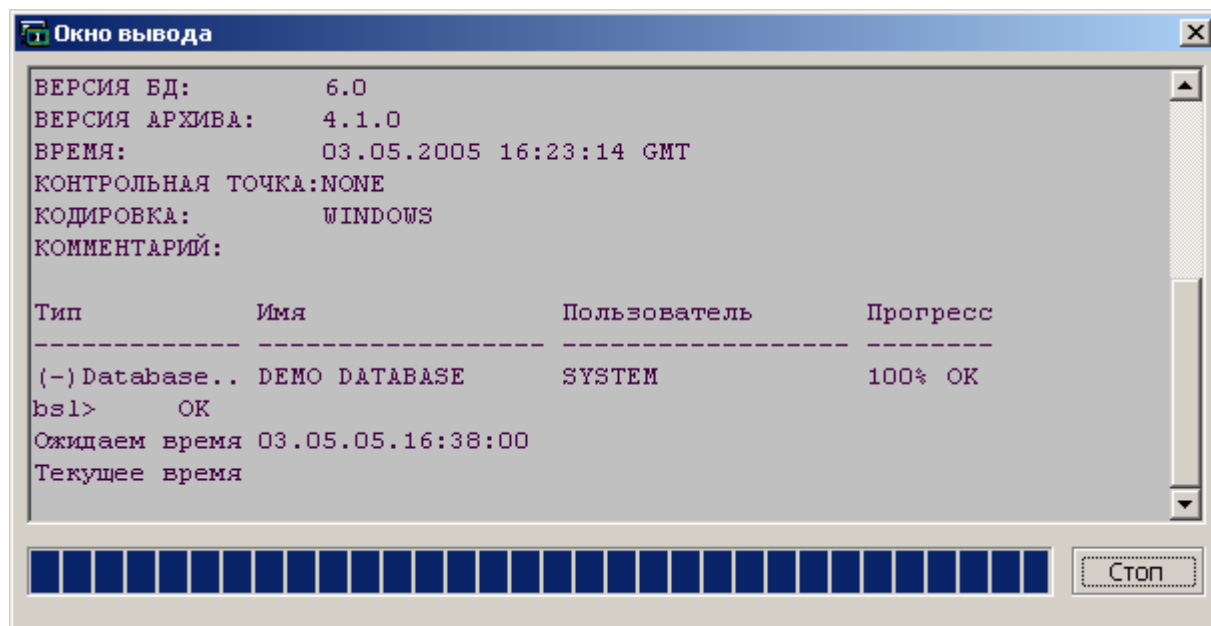 Окно вывода
ВЕРСИЯ БД: 6.0
ВЕРСИЯ АРХИВА: 4.1.0
ВРЕМЯ: 03.05.2005 16:23:14 GMT
КОНТРОЛЬНАЯ ТОЧКА:NONE
КОДИРОВКА: WINDOWS
КОММЕНТАРИЙ:
Тип Имя Пользователь Прогресс
------------- ------------------ ------------------ --------
(-)Database.. DEMO DATABASE SYSTEM 100% OK
bsl> OK
Ожидаем время 03.05.05.16:38:00
Текущее время
Стоп